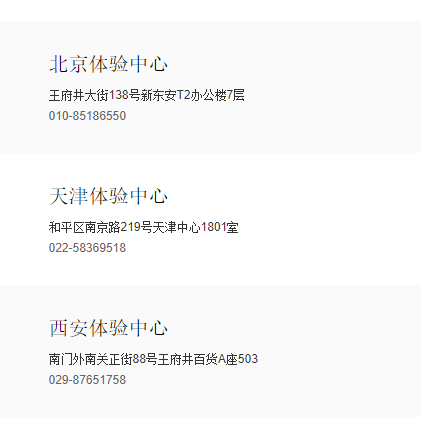 北京体验中心
王府井大街138号新东安T2办公楼7层
010-85186550
天津体验中心
和平区南京路219号天津中心1801室
022-58369518
西安体验中心
南门外南关正街88号王府井百货A座503
029-87651758